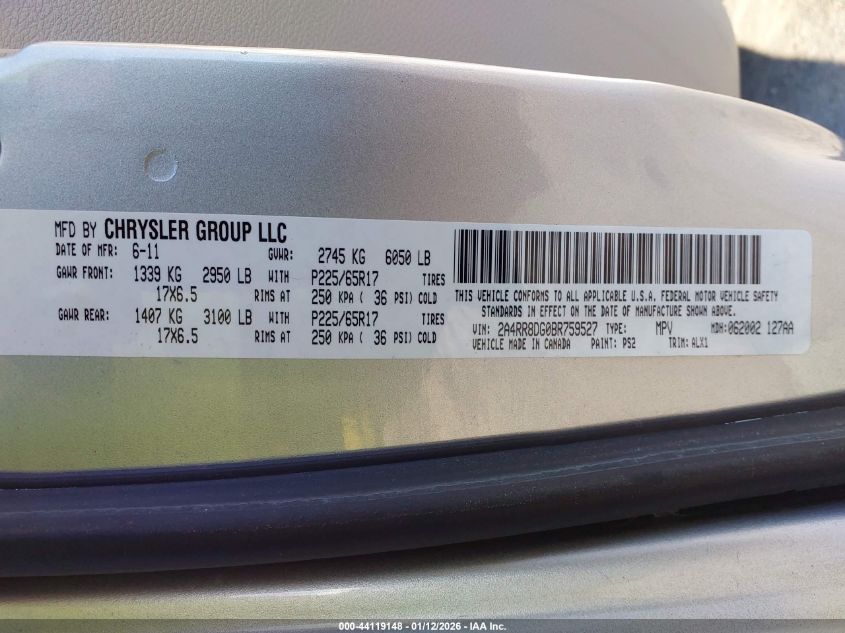 MFD BY CHRYSLER GROUP LLC
DATE OF MFR: 6-11 GVWR: 2745 KG 6050 LB
GAWR FRONT: 1339 KG 2950 LB WITH P225/65R17 TIRES
17X6.5 RIMS AT 250 KPA ( 36 PSI) COLD
GAWR REAR: 1407 KG 3100 LB WITH P225/65R17 TIRES
17X6.5 RIMS AT 250 KPA ( 36 PSI) COLD
THIS VEHICLE CONFORMS TO ALL APPLICABLE U.S.A. FEDERAL MOTOR VEHICLE SAFETY
STANDARDS IN EFFECT ON THE DATE OF MANUFACTURE SHOWN ABOVE.
VIN: 2A4RR8DG0BR759527 TYPE: MPV MDH:062002 127AA
VEHICLE MADE IN CANADA PAINT: PS2 TRIM: ALX1
000-44119148 - 01/12/2026 - IAA Inc.